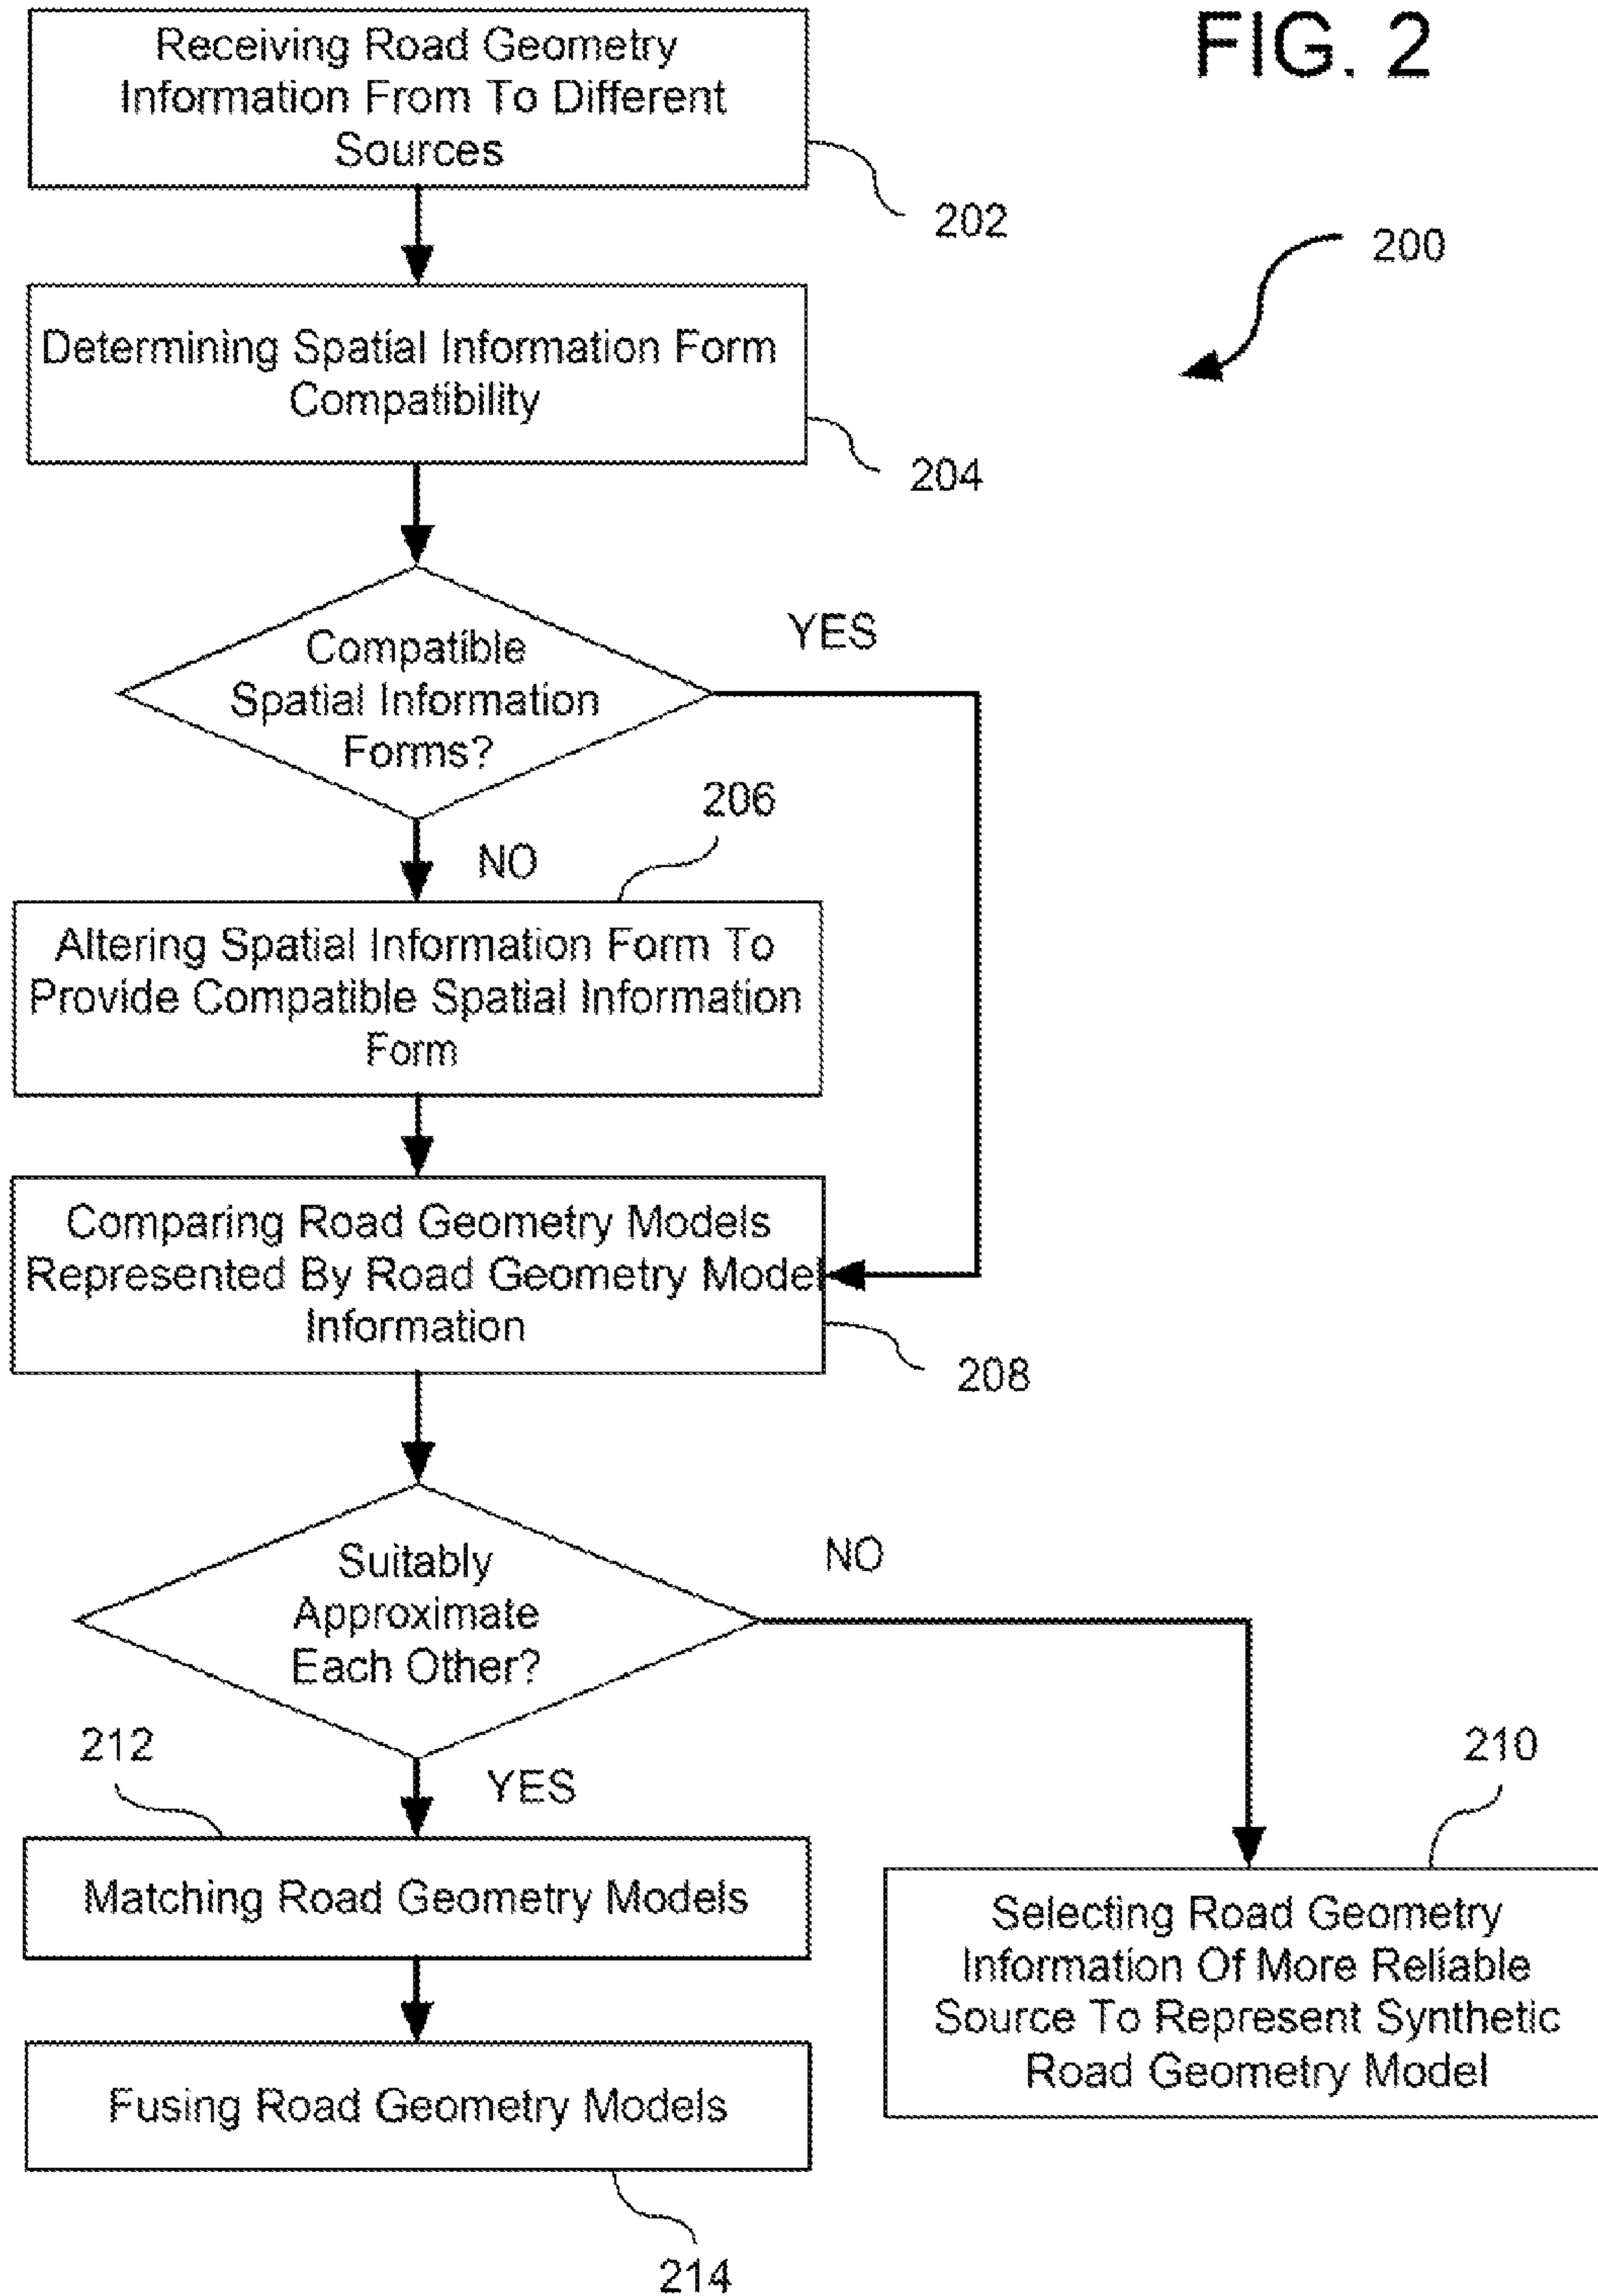 FIG. 2
Receiving Road Geometry
Information From To Different
Sources
202
200
Determining Spatial Information Form
Compatibility
204
Compatible
Spatial Information
Forms?
YES
NO
206
Altering Spatial Information Form To
Provide Compatible Spatial Information
Form
Comparing Road Geometry Models
Represented By Road Geometry Model
Information
208
Suitably
Approximate
Each Other?
NO
YES
212
210
Matching Road Geometry Models
Selecting Road Geometry
Information Of More Reliable
Source To Represent Synthetic
Road Geometry Model
Fusing Road Geometry Models
214